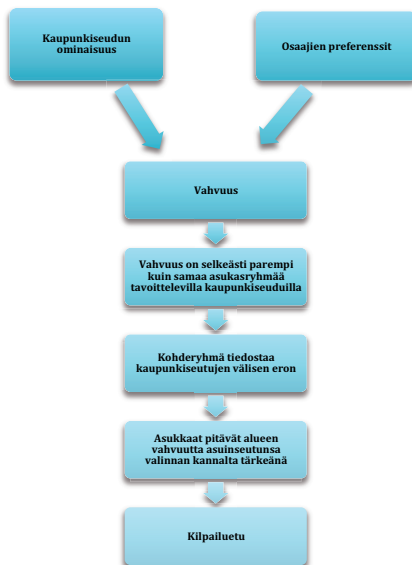 Kaupunkiseudun
ominaisuus
Osaajien preferenssit
Vahvuus
Vahvuus on selkeästi parempi
kuin samaa asukasryhmää
tavoittelevilla kaupunkiseuduilla
Kohderyhmä tiedostaa
kaupunkiseutujen välisen eron
Asukkaat pitävät alueen
vahvuutta asuinseutunsa
valinnan kannalta tärkeänä
Kilpailuetu